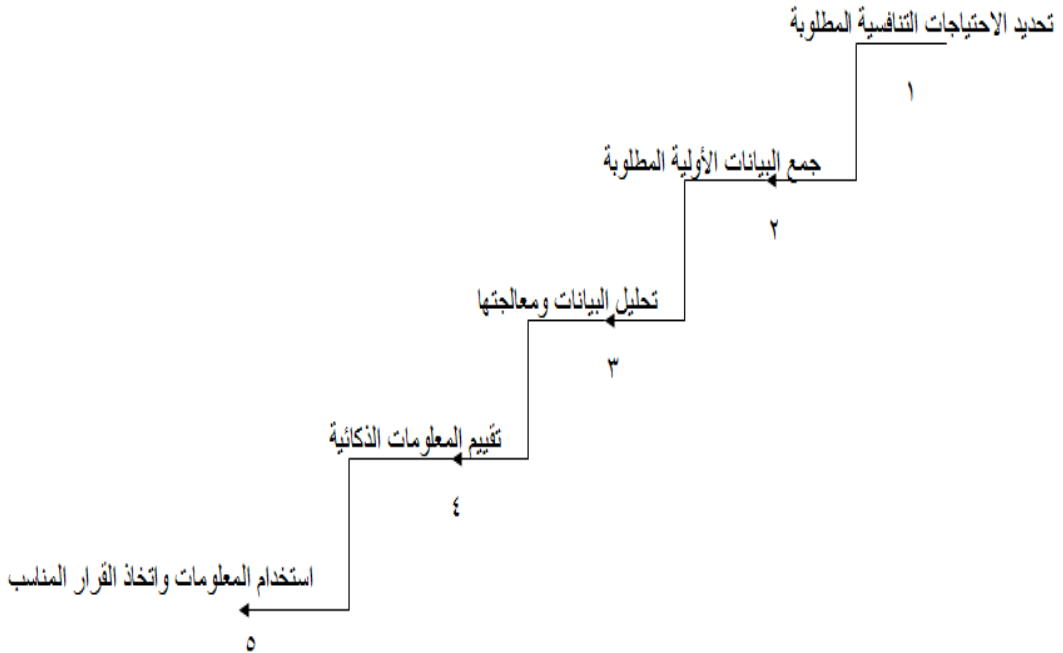 تحديد الاحتياجات التنافسية المطلوبة
١
جمع البيانات الأولية المطلوبة
٢
تحليل البيانات ومعالجتها
٣
تقييم المعلومات الذكائية
٤
استخدام المعلومات واتخاذ القرار المناسب
٥